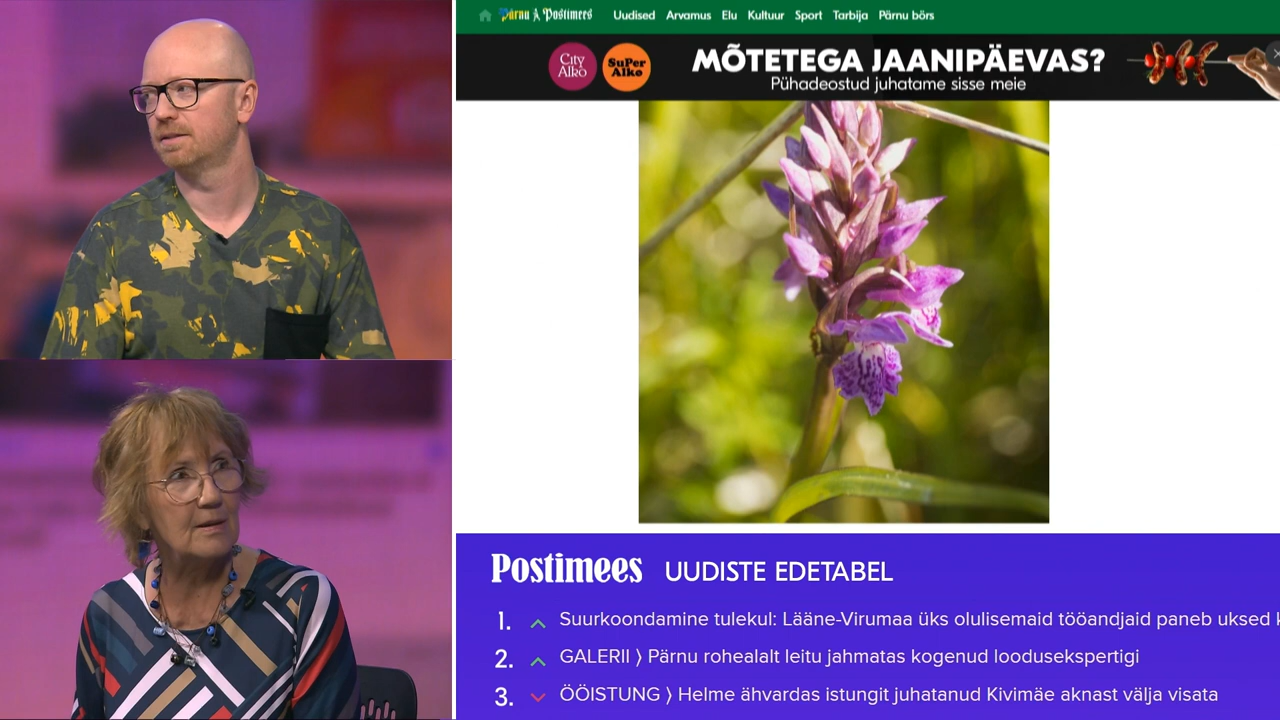 Pärnu Postimees
Uudised Arvamus Elu Kultuur Sport Tarbija Pärnu börs
City Alko
SuPer Alko
MÕTETEGA JAANIPÄEVAS?
Pühadeostud juhatame sisse meie
Postimees UUDISTE EDETABEL
1. Suurkoondamine tulekul: Lääne-Virumaa üks olulisemaid tööandjaid paneb uksed
2. GALERII ⟩ Pärnu rohealalt leitu jahmatas kogenud loodusekspertigi
3. ÖÖISTUNG ⟩ Helme ähvardas istungit juhatanud Kivimäe aknast välja visata